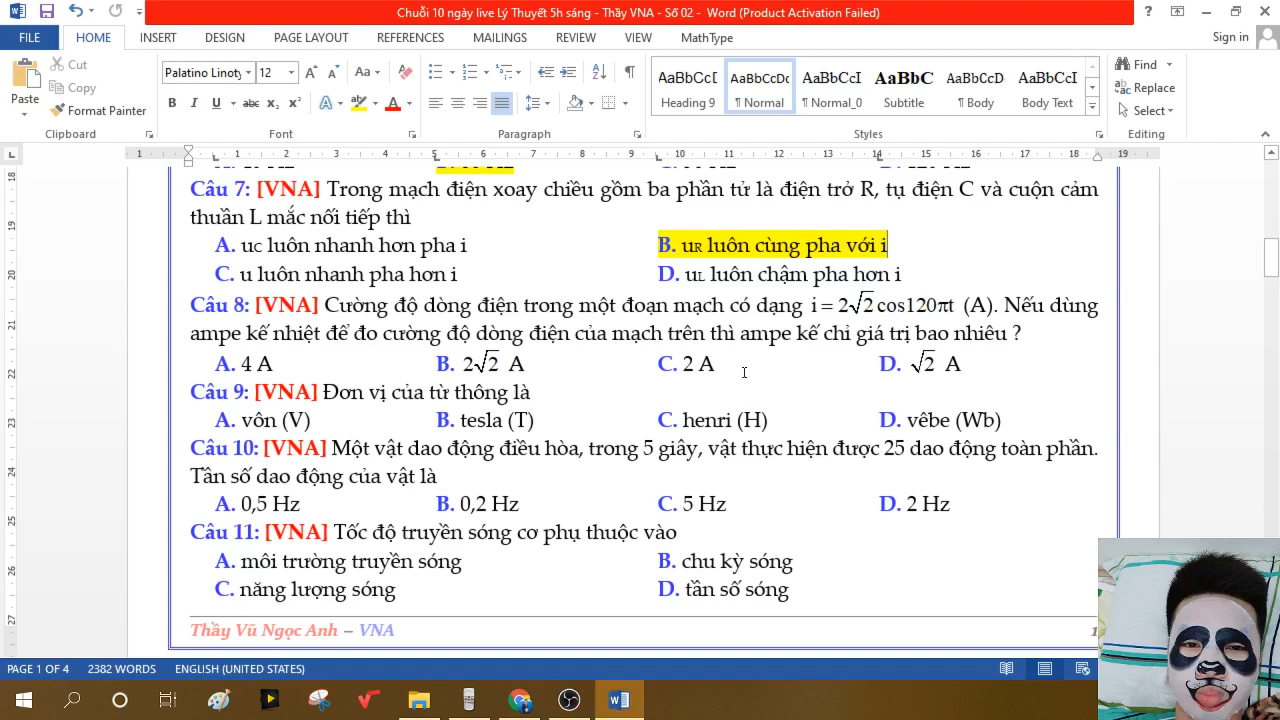 Chuỗi 10 ngày live Lý Thuyết 5h sáng - Thầy VNA - Số 02 - Word (Product Activation Failed)
FILE HOME INSERT DESIGN PAGE LAYOUT REFERENCES MAILINGS REVIEW VIEW MathType Sign in
Paste
Cut
Copy
Format Painter
Clipboard
Palatino Linoty 12
Font
Paragraph
AaBbCcI Heading 9
AaBbCcDc ¶ Normal
AaBbCcI ¶ Normal_0
AaBbC Subtitle
AaBbCcD ¶ Body
AaBbCcI Body Text
Styles
Find
Replace
Select
Editing
Câu 7: [VNA] Trong mạch điện xoay chiều gồm ba phần tử là điện trở R, tụ điện C và cuộn cảm
thuần L mắc nối tiếp thì
A. uC luôn nhanh hơn pha i B. uR luôn cùng pha với i
C. u luôn nhanh pha hơn i D. uL luôn chậm pha hơn i
Câu 8: [VNA] Cường độ dòng điện trong một đoạn mạch có dạng i = 2√2cos120πt (A). Nếu dùng
ampe kế nhiệt để đo cường độ dòng điện của mạch trên thì ampe kế chỉ giá trị bao nhiêu ?
A. 4 A B. 2√2 A C. 2 A D. √2 A
Câu 9: [VNA] Đơn vị của từ thông là
A. vôn (V) B. tesla (T) C. henri (H) D. vêbe (Wb)
Câu 10: [VNA] Một vật dao động điều hòa, trong 5 giây, vật thực hiện được 25 dao động toàn phần.
Tần số dao động của vật là
A. 0,5 Hz B. 0,2 Hz C. 5 Hz D. 2 Hz
Câu 11: [VNA] Tốc độ truyền sóng cơ phụ thuộc vào
A. môi trường truyền sóng B. chu kỳ sóng
C. năng lượng sóng D. tần số sóng
Thầy Vũ Ngọc Anh – VNA 1
PAGE 1 OF 4 2382 WORDS ENGLISH (UNITED STATES)